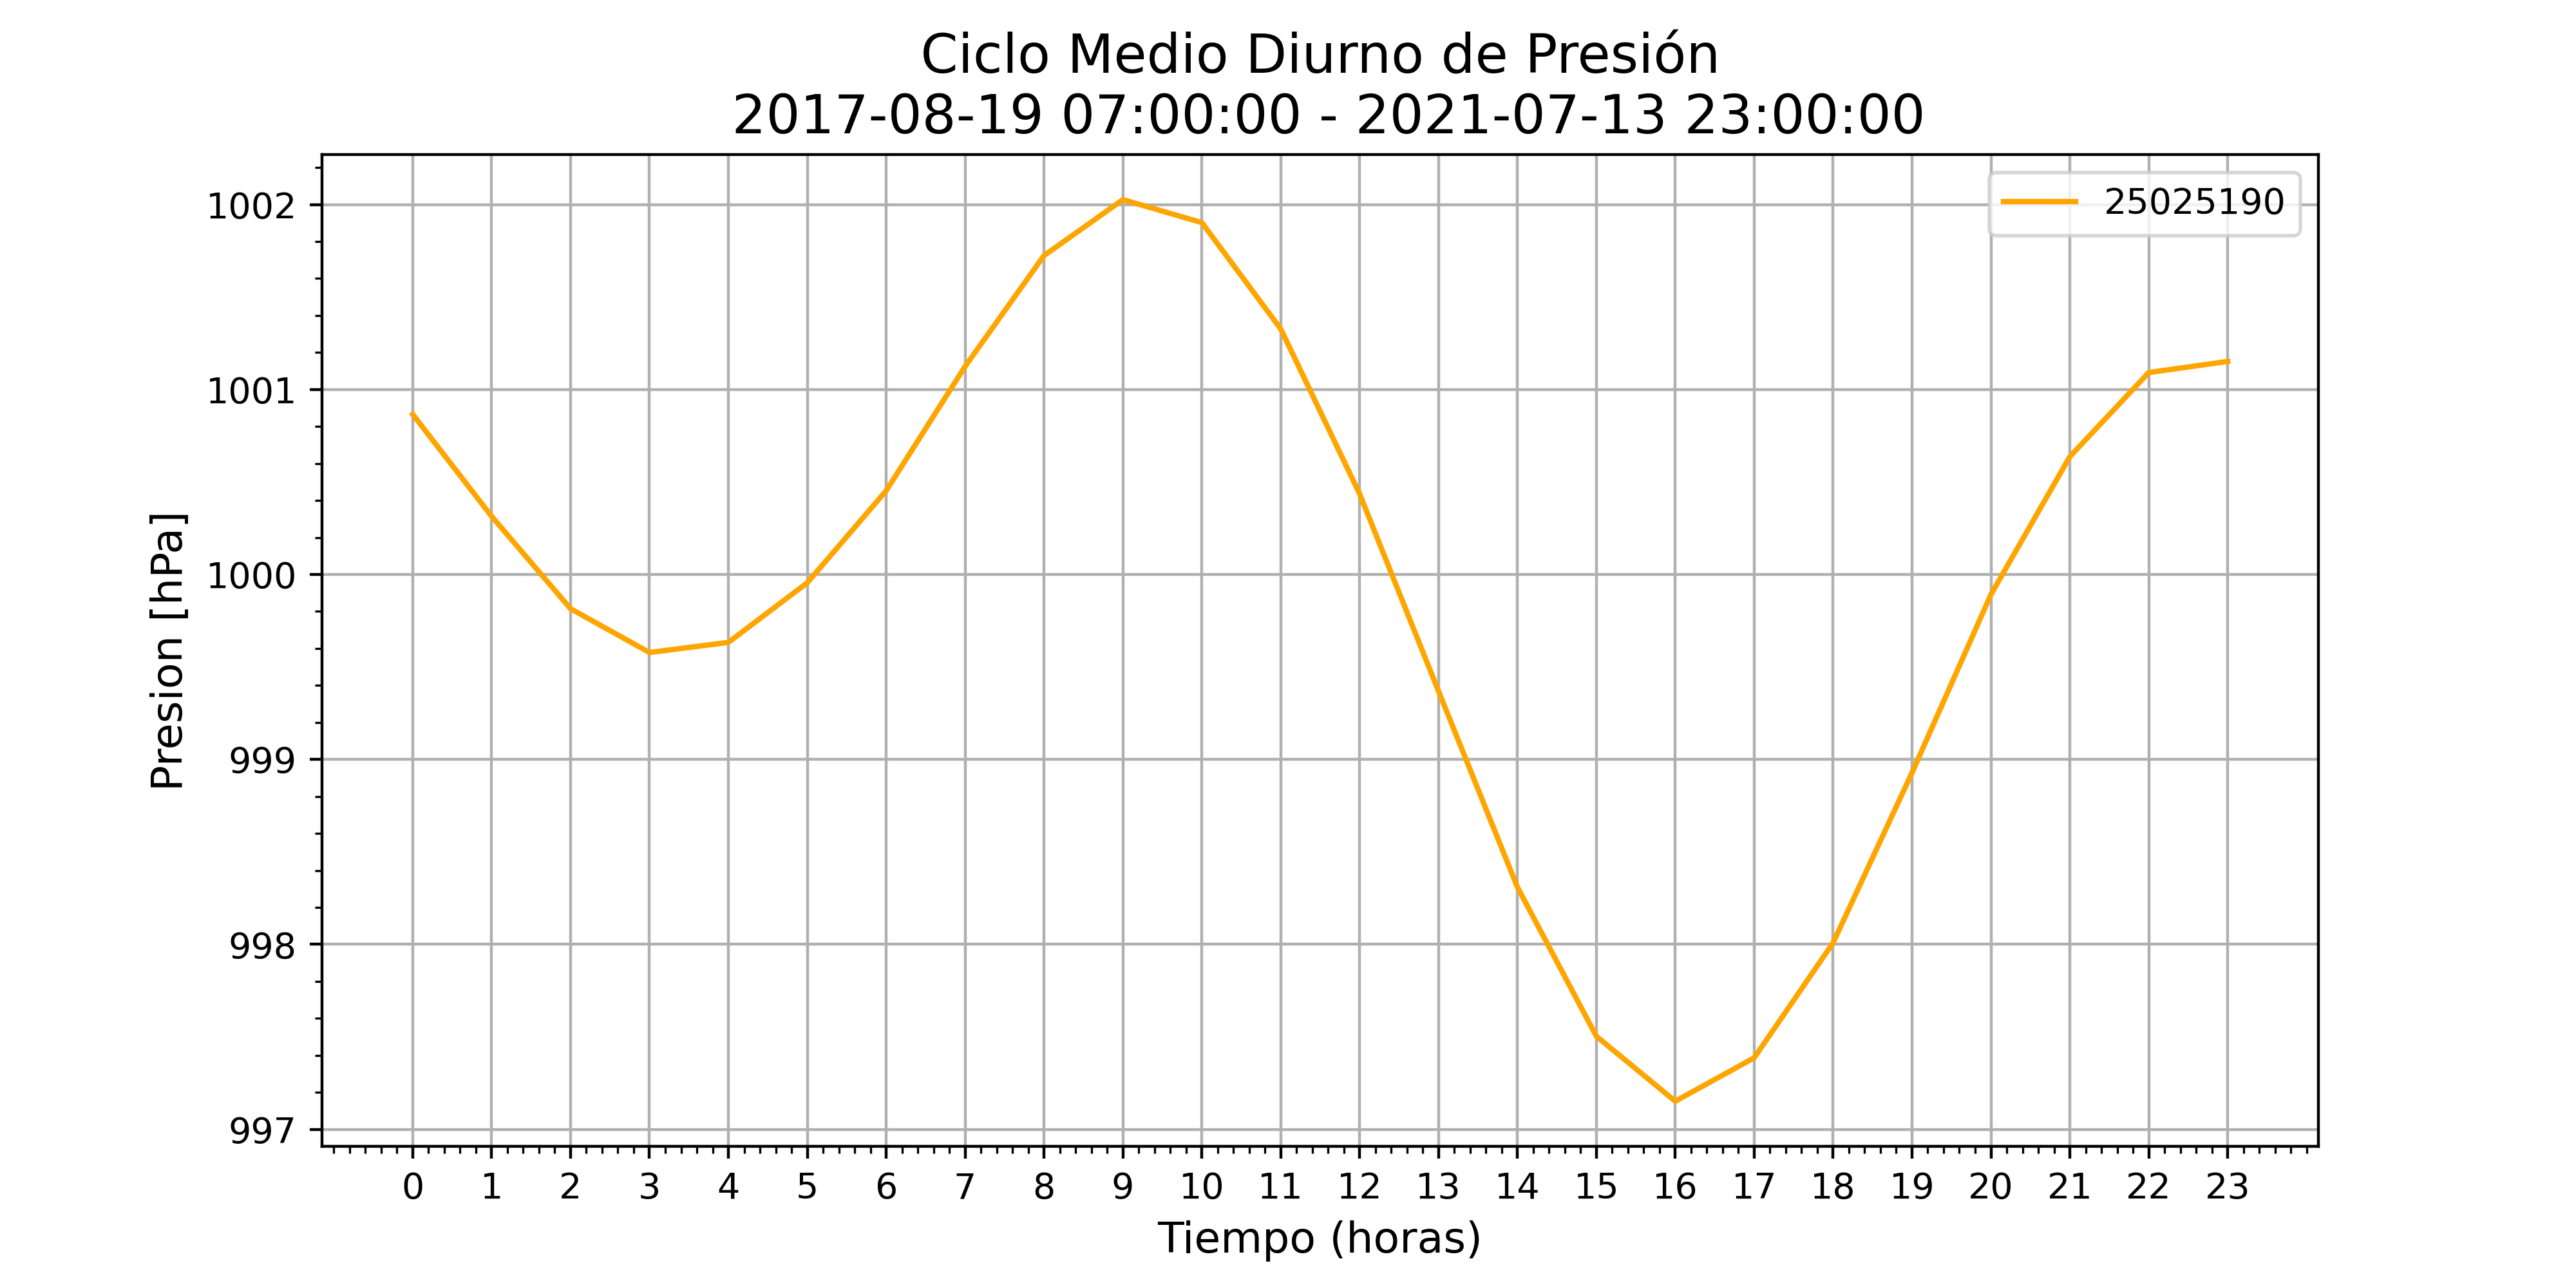 Ciclo Medio Diurno de Presión
2017-08-19 07:00:00 - 2021-07-13 23:00:00
25025190
Presion [hPa]
1002
1001
1000
999
998
997
0 1 2 3 4 5 6 7 8 9 10 11 12 13 14 15 16 17 18 19 20 21 22 23
Tiempo (horas)